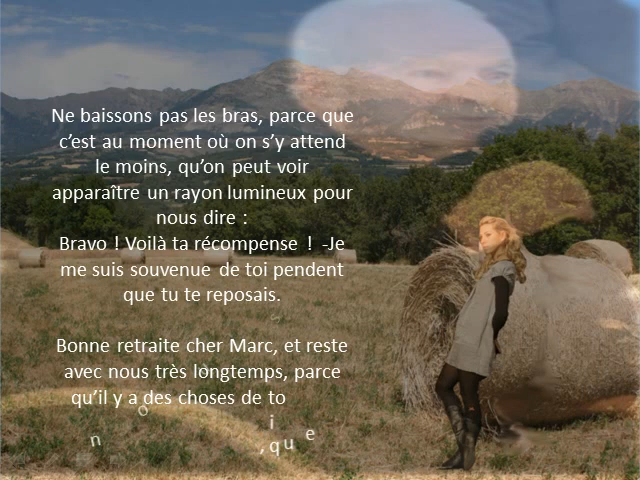 Ne baissons pas les bras, parce que
c’est au moment où on s’y attend
le moins, qu’on peut voir
apparaître un rayon lumineux pour
nous dire :
Bravo ! Voilà ta récompense ! -Je
me suis souvenue de toi pendent
que tu te reposais.
Bonne retraite cher Marc, et reste
avec nous très longtemps, parce
qu’il y a des choses de to
i
, q u e
n o